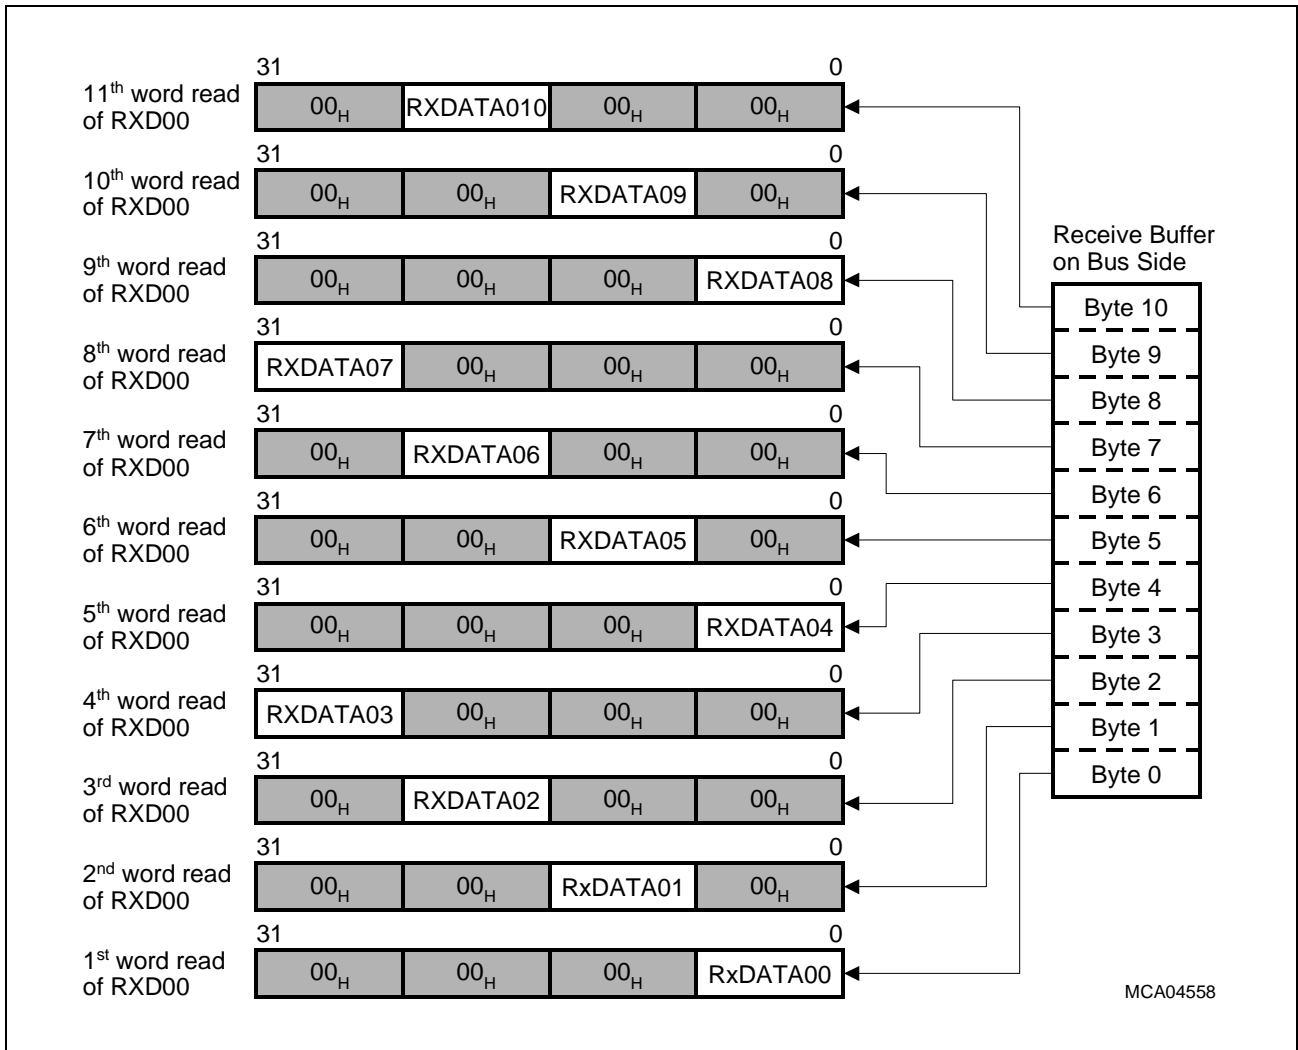 31 0
11th word read
of RXD00
00H RXDATA010 00H 00H
31 0
10th word read
of RXD00
00H 00H RXDATA09 00H
31 0
9th word read
of RXD00
00H 00H 00H RXDATA08
31 0
8th word read
of RXD00
RXDATA07 00H 00H 00H
31 0
7th word read
of RXD00
00H RXDATA06 00H 00H
31 0
6th word read
of RXD00
00H 00H RXDATA05 00H
31 0
5th word read
of RXD00
00H 00H 00H RXDATA04
31 0
4th word read
of RXD00
RXDATA03 00H 00H 00H
31 0
3rd word read
of RXD00
00H RXDATA02 00H 00H
31 0
2nd word read
of RXD00
00H 00H RxDATA01 00H
31 0
1st word read
of RXD00
00H 00H 00H RxDATA00
Receive Buffer
on Bus Side
Byte 10
Byte 9
Byte 8
Byte 7
Byte 6
Byte 5
Byte 4
Byte 3
Byte 2
Byte 1
Byte 0
MCA04558